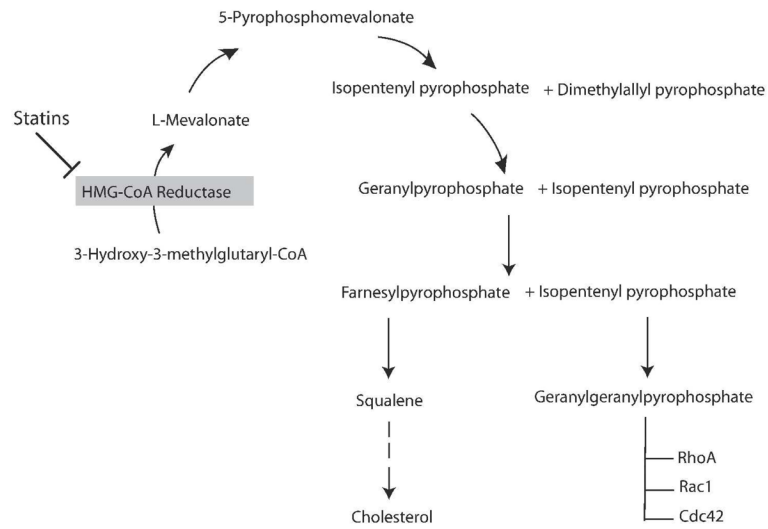 5-Pyrophosphomevalonate
Isopentenyl pyrophosphate + Dimethylallyl pyrophosphate
Statins
L-Mevalonate
HMG-CoA Reductase
Geranylpyrophosphate + Isopentenyl pyrophosphate
3-Hydroxy-3-methylglutaryl-CoA
Farnesylpyrophosphate + Isopentenyl pyrophosphate
Squalene
Geranylgeranylpyrophosphate
RhoA
Rac1
Cholesterol
Cdc42